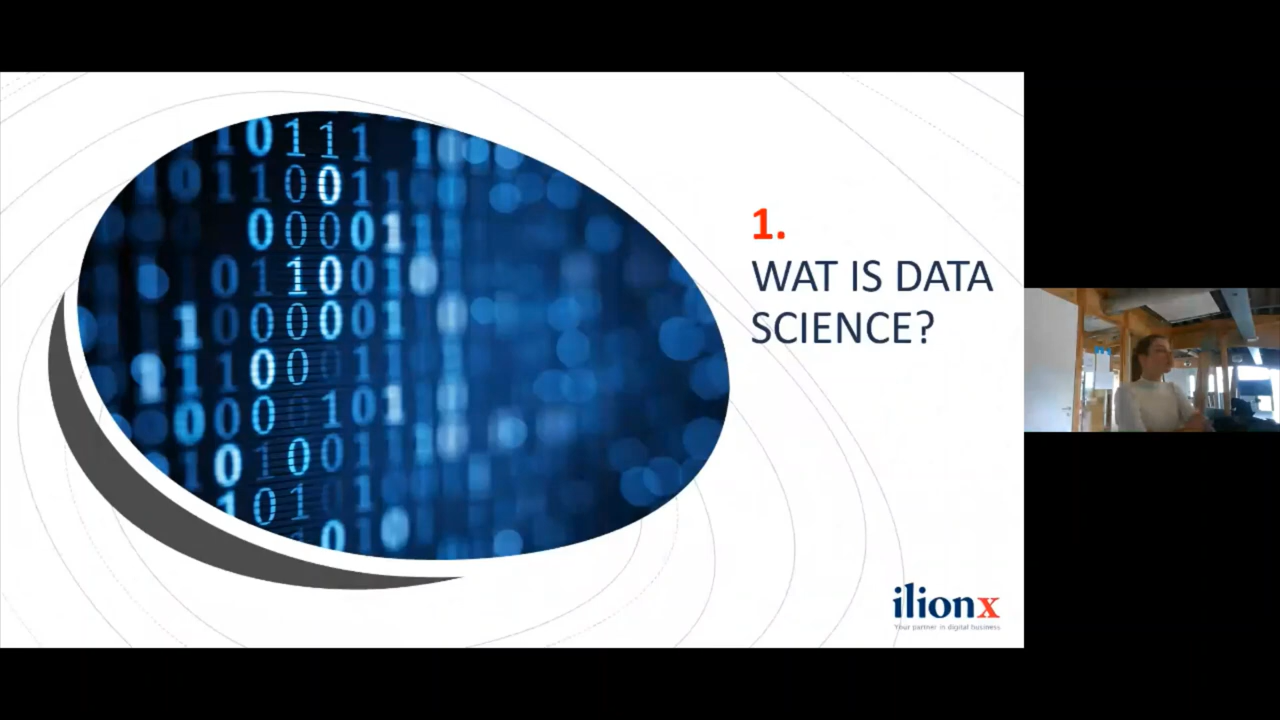 1.
WAT IS DATA
SCIENCE?
ilionx
Your partner in digital business